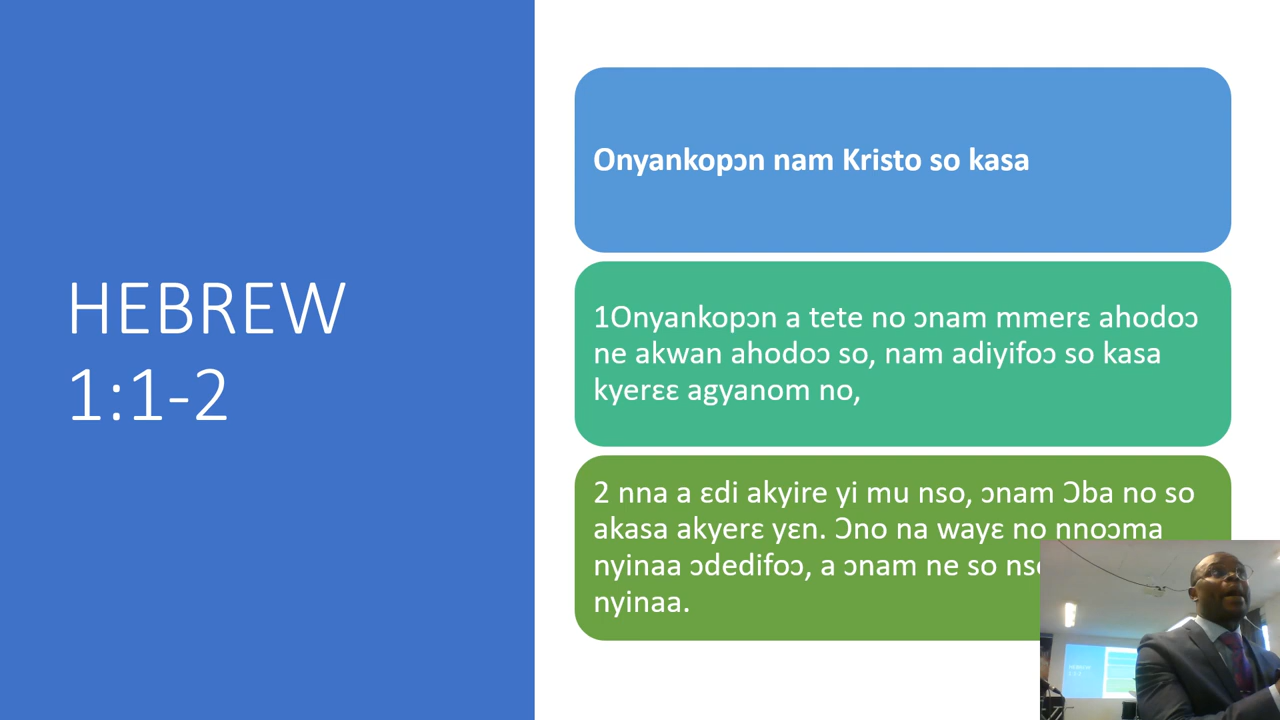 HEBREW
1:1-2
Onyankopɔn nam Kristo so kasa
1Onyankopɔn a tete no ɔnam mmerɛ ahodoɔ
ne akwan ahodoɔ so, nam adiyifoɔ so kasa
kyerɛɛ agyanom no,
2 nna a ɛdi akyire yi mu nso, ɔnam Ɔba no so
akasa akyerɛ yɛn. Ɔno na wayɛ no nnoɔma
nyinaa ɔdedifoɔ, a ɔnam ne so
nyinaa.